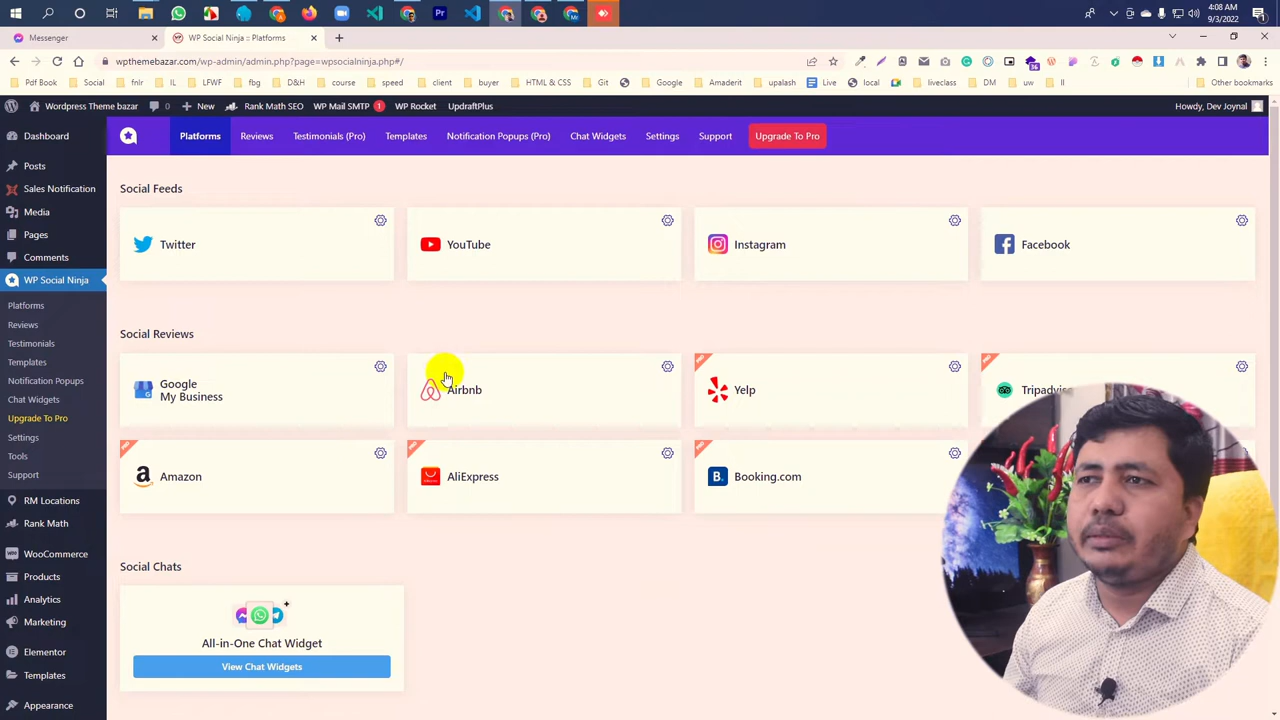 4:08 AM
9/3/2022
Messenger
WP Social Ninja :: Platforms
wpthemebazar.com/wp-admin/admin.php?page=wpsocialninja.php#/
Pdf Book
Social
fnlr
IL
LFWF
fbg
D&H
course
speed
client
buyer
HTML & CSS
Git
Google
Amaderit
upalash
Live
local
liveclass
DM
uw
Other bookmarks
Wordpress Theme bazar
0
New
Rank Math SEO
WP Mail SMTP
1
WP Rocket
UpdraftPlus
Howdy, Dev Joynal
Platforms
Reviews
Testimonials (Pro)
Templates
Notification Popups (Pro)
Chat Widgets
Settings
Support
Upgrade To Pro
Dashboard
Posts
Sales Notification
Media
Pages
Comments
WP Social Ninja
Platforms
Reviews
Testimonials
Templates
Notification Popups
Chat Widgets
Upgrade To Pro
Settings
Tools
Support
RM Locations
Rank Math
WooCommerce
Products
Analytics
Marketing
Elementor
Templates
Appearance
Social Feeds
Twitter
YouTube
Instagram
Facebook
Social Reviews
Google
My Business
Airbnb
PRO
Yelp
PRO
PRO
Amazon
PRO
AliExpress
Booking.com
Social Chats
All-in-One Chat Widget
View Chat Widgets